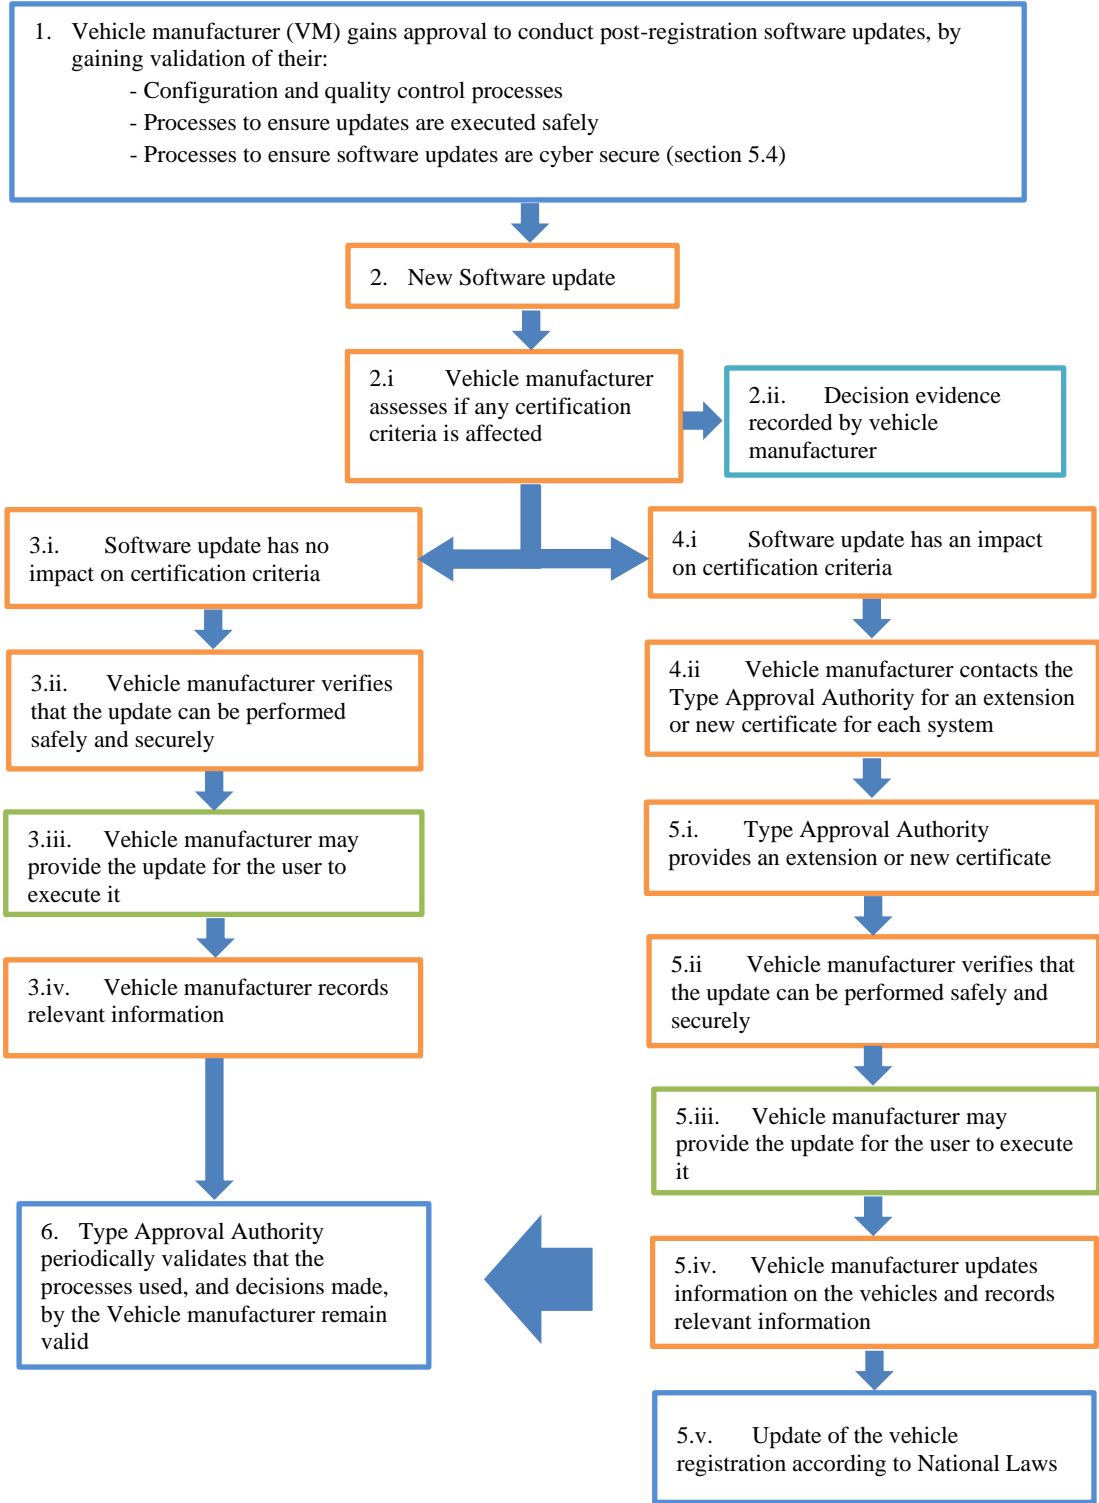 1. Vehicle manufacturer (VM) gains approval to conduct post-registration software updates, by
gaining validation of their:
- Configuration and quality control processes
- Processes to ensure updates are executed safely
- Processes to ensure software updates are cyber secure (section 5.4)
2. New Software update
2.i Vehicle manufacturer
assesses if any certification
criteria is affected
2.ii. Decision evidence
recorded by vehicle
manufacturer
3.i. Software update has no
impact on certification criteria
4.i Software update has an impact
on certification criteria
3.ii. Vehicle manufacturer verifies
that the update can be performed
safely and securely
4.ii Vehicle manufacturer contacts the
Type Approval Authority for an extension
or new certificate for each system
3.iii. Vehicle manufacturer may
provide the update for the user to
execute it
5.i. Type Approval Authority
provides an extension or new certificate
3.iv. Vehicle manufacturer records
relevant information
5.ii Vehicle manufacturer verifies that
the update can be performed safely and
securely
5.iii. Vehicle manufacturer may
provide the update for the user to execute
it
6. Type Approval Authority
periodically validates that the
processes used, and decisions made,
by the Vehicle manufacturer remain
valid
5.iv. Vehicle manufacturer updates
information on the vehicles and records
relevant information
5.v. Update of the vehicle
registration according to National Laws